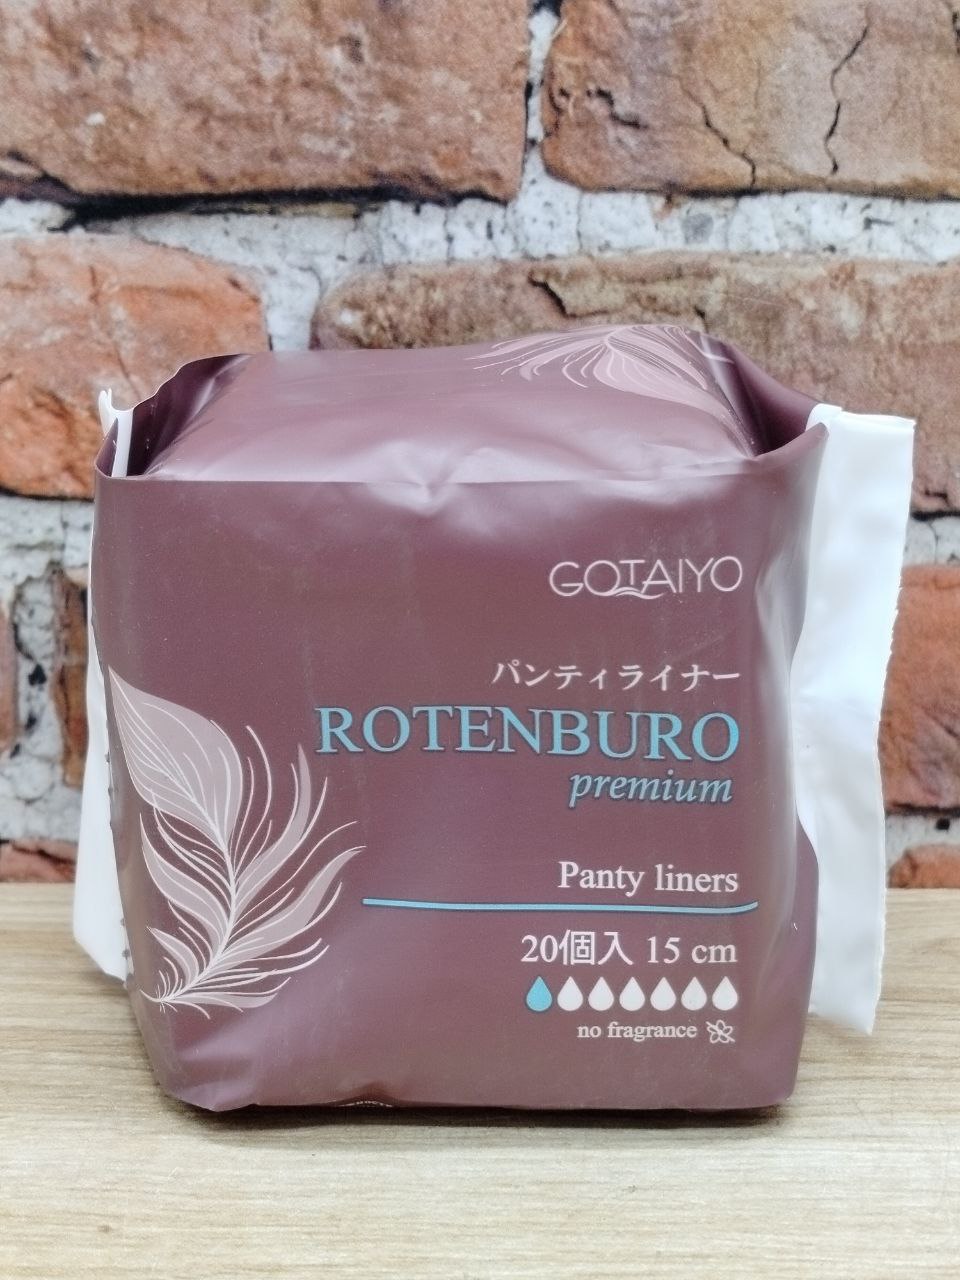 GOTAIYO
パンティライナー
ROTENBURO
premium
Panty liners
20個入 15 cm
no fragrance